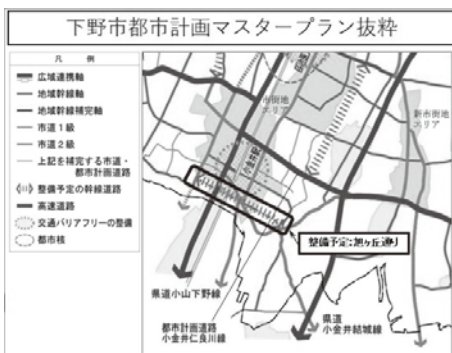 下野市都市計画マスタープラン抜粋
凡　例
広域連携軸
地域幹線軸
地域幹線補完軸
市道1級
市道2級
上記を補完する市道・
都市計画道路
整備予定の幹線道路
高速道路
交通バリアフリーの整備
都市核
市街地
エリア
新市街地
エリア
小金井駅
整備予定:旭ヶ丘通り
県道小山下野線
都市計画道路
小金井仁良川線
県道
小金井結城線